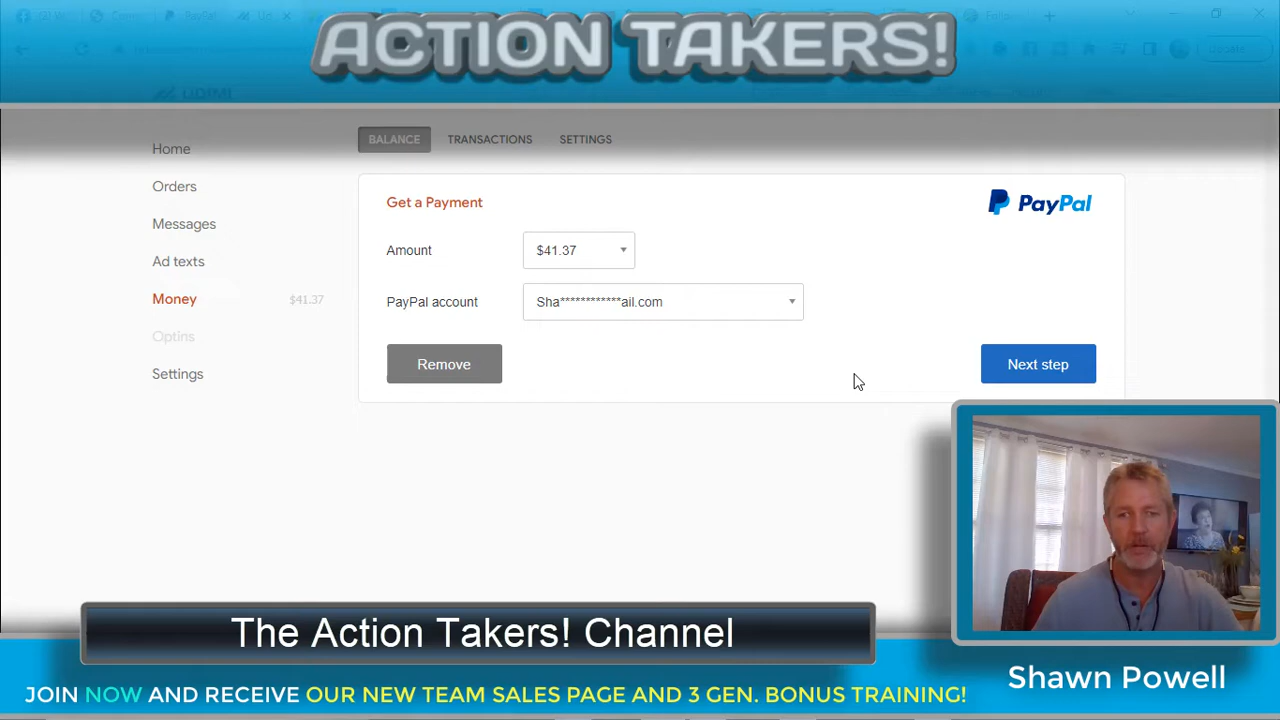 ACTION TAKERS!
PayPal
UDIMI
BALANCE TRANSACTIONS SETTINGS
Home
Orders
Messages
Ad texts
Money $41.37
Optins
Settings
Get a Payment
PayPal
Amount $41.37
PayPal account Sha************ail.com
Remove Next step
The Action Takers! Channel
Shawn Powell
JOIN NOW AND RECEIVE OUR NEW TEAM SALES PAGE AND 3 GEN. BONUS TRAINING!